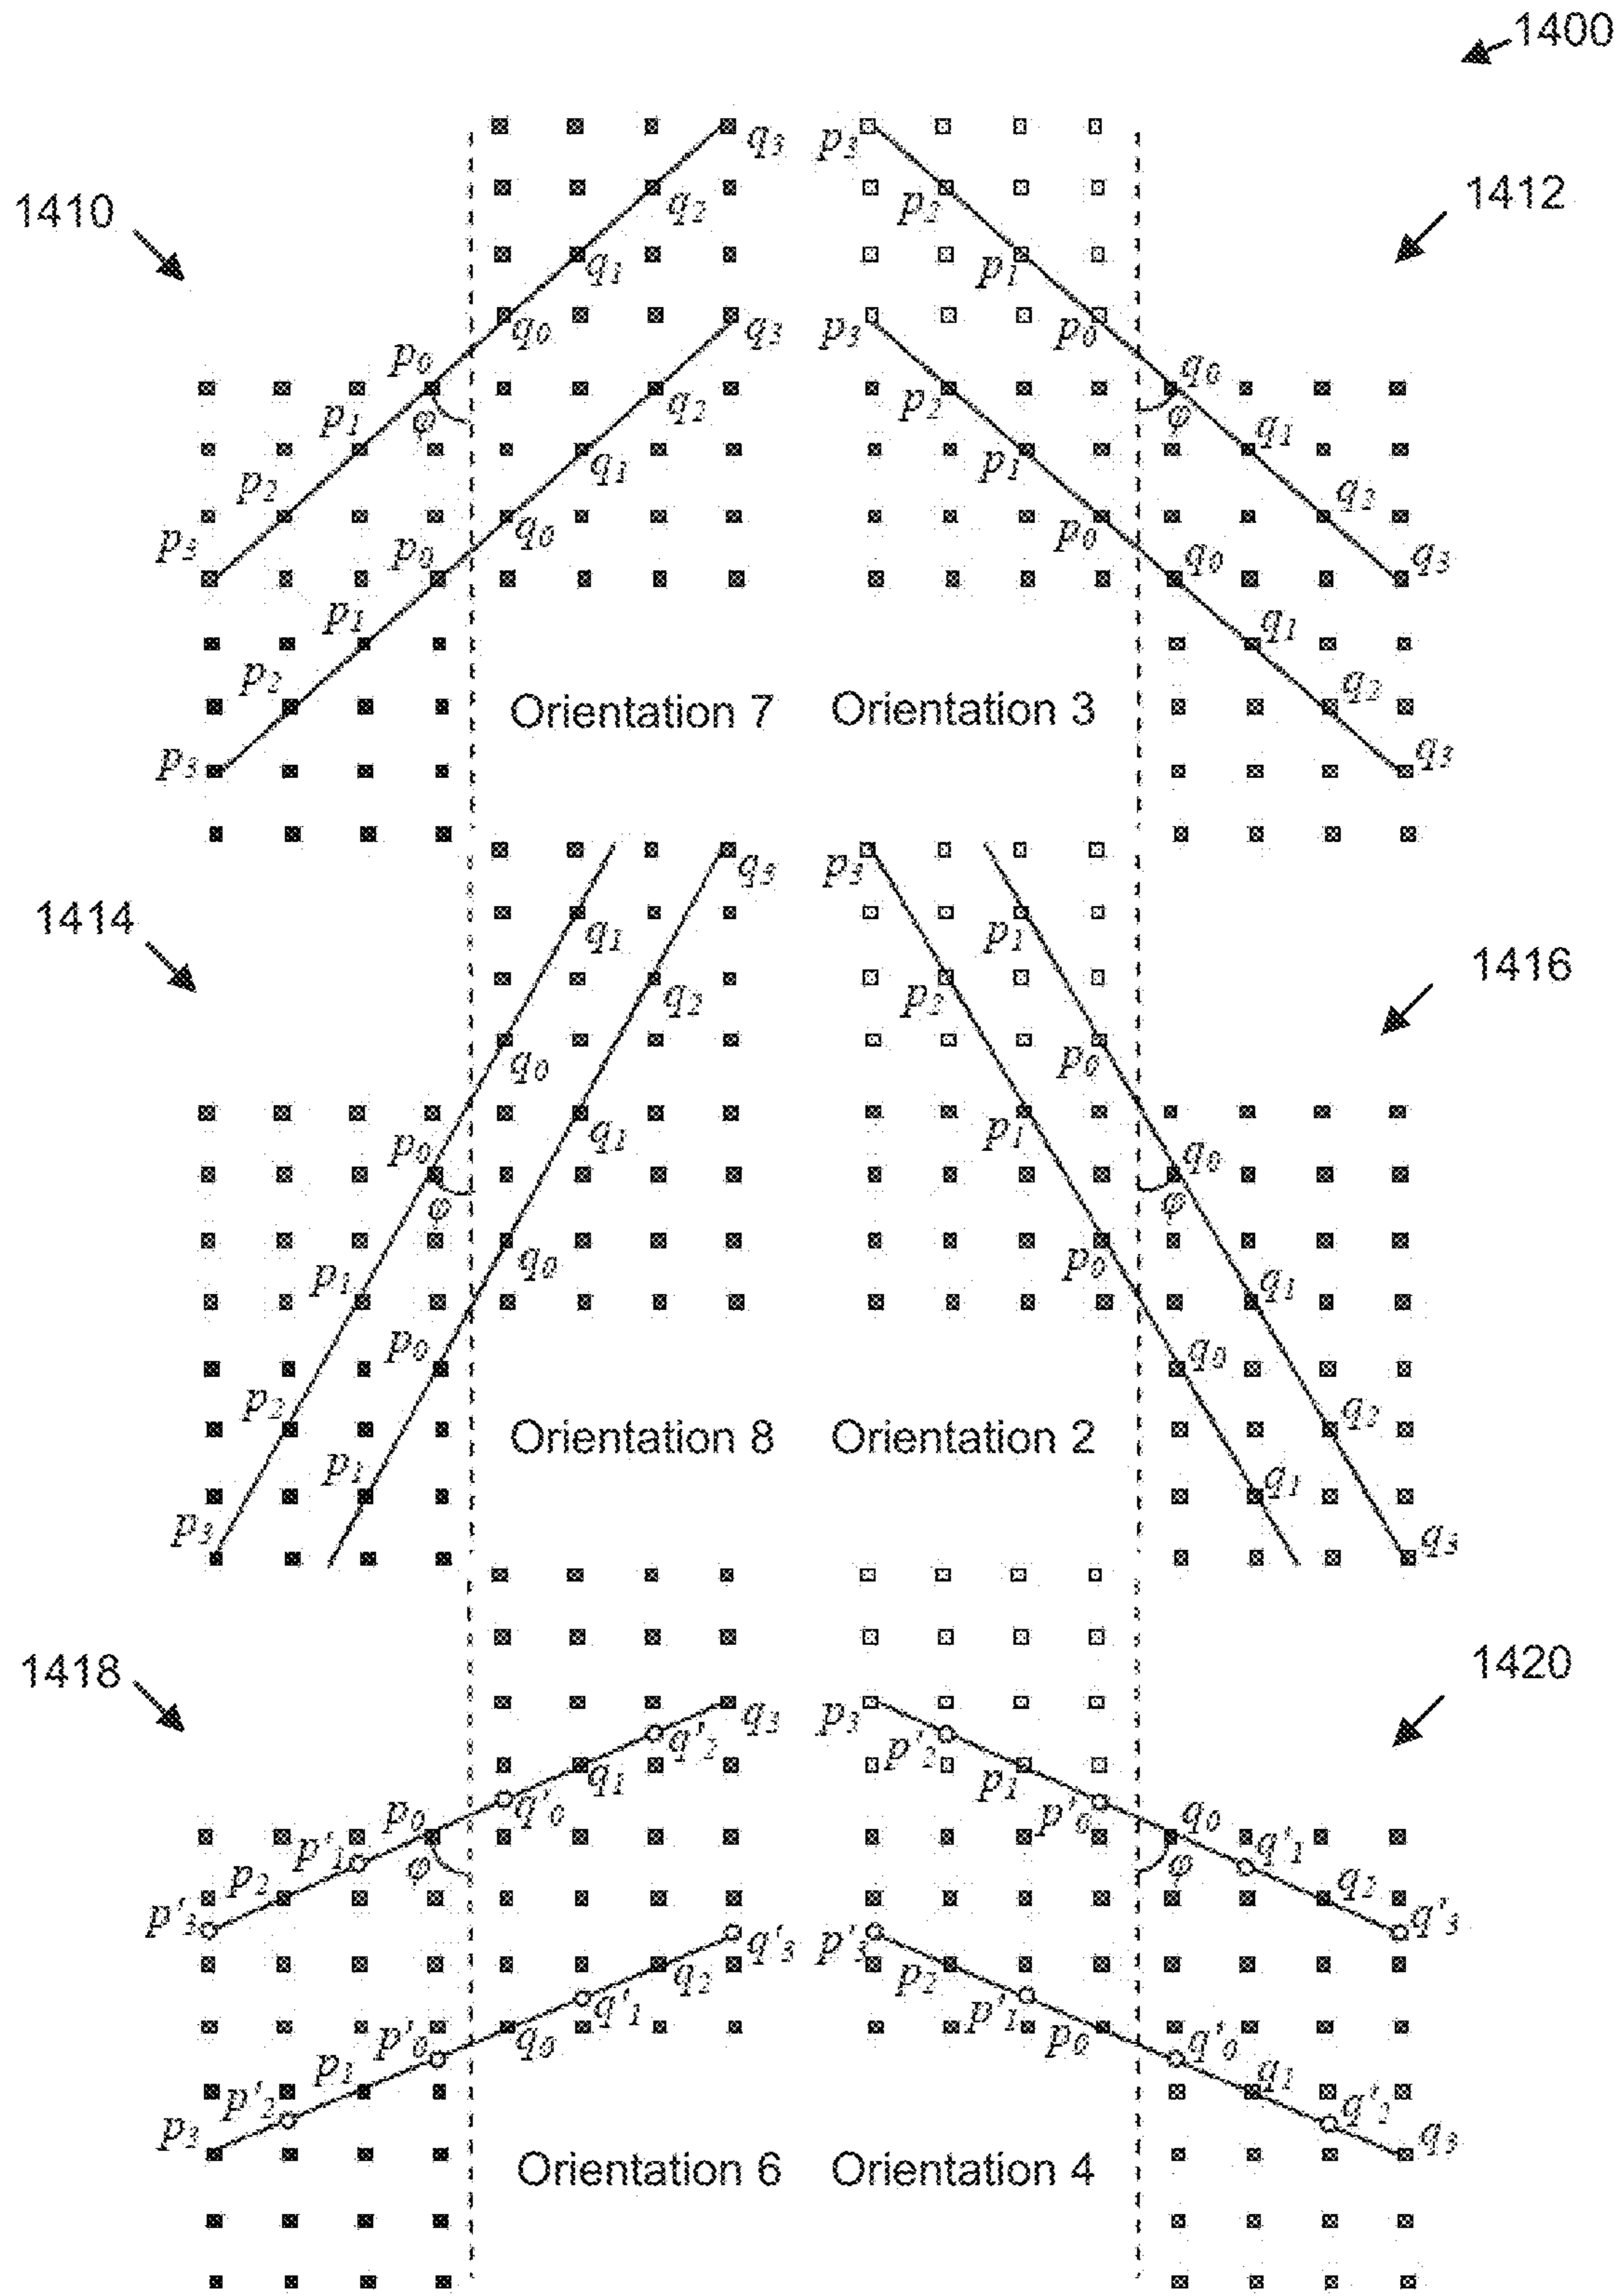 1400
1410
1412
q3 p3
q2 p2
q1 p1
q0 p0
q3 p3
p0 q0
φ φ
p1 q1
q2 p2
q1 p1
p2 q3
q0 p0
p3 q3
p0 q0
p1 q1
p2 q2
Orientation 7 Orientation 3
p3 q3
1414
1416
q3 p3
q1 p1
q2 p2
q0 p0
p0 q0
φ φ
q1 p1
q0 p0
p1 q1
p0 q0
p2 q2
Orientation 8 Orientation 2
p1 q1
p3 q3
1418
1420
q3 p3
q'2 p'2
q1 p1
q'0 p'0
p0 q0
φ φ
p'1 q'1
p2 q2
p'3 q'3
q'3 p'3
q2 p2
q'1 p'1
q0 p0
p'0 q'0
p1 q1
p'2 q'2
p3 q3
Orientation 6 Orientation 4